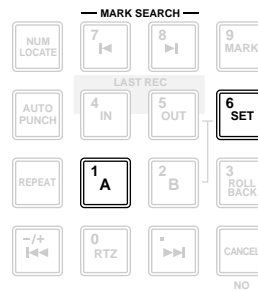 MARK SEARCH
NUM LOCATE
7
8
9 MARK
LAST REC
AUTO PUNCH
4 IN
5 OUT
6 SET
REPEAT
1 A
2 B
3 ROLL BACK
−/+
0 RTZ
.
CANCEL
NO